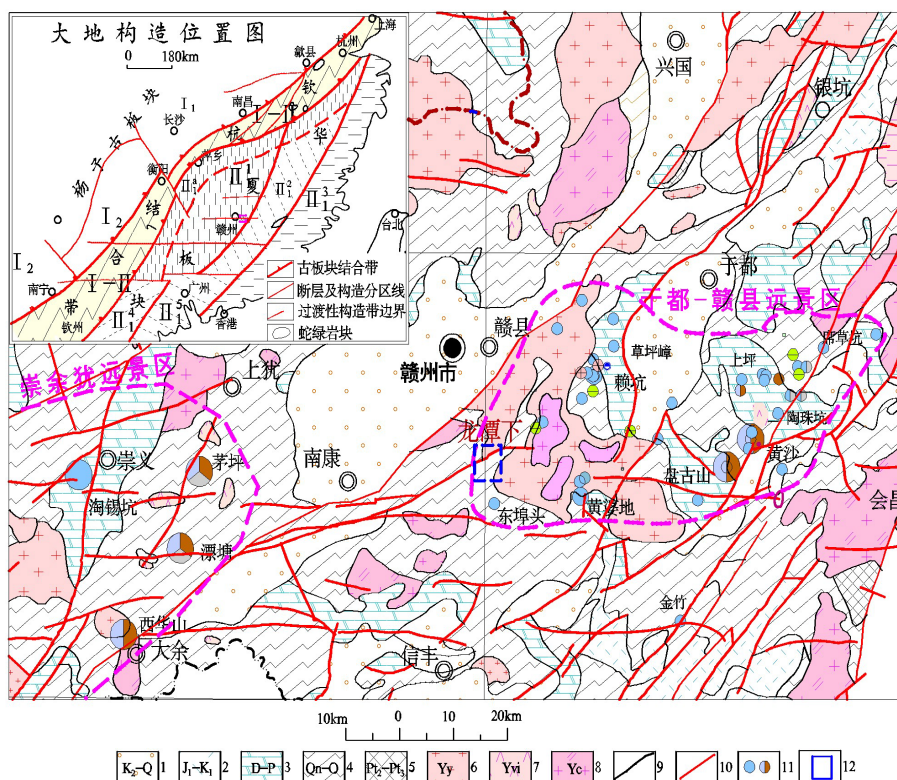 大地构造位置图
0 180km
上海
杭州
歙县
钦
杭
结
合
带
南昌
长沙
萍乡
衡阳
赣州
台北
南宁
钦州
广州
香港
扬子古板块
华
夏
板
块
Ⅰ₁
Ⅰ₂
Ⅰ₂
Ⅰ-Ⅱ
Ⅰ-Ⅱ
古板块结合带
断层及构造分区线
过渡性构造带边界
蛇绿岩块
兴国
银坑
于都
于都-赣县远景区
赣县
赣州市
草坪嶂
赖坑
上坪
席草坑
陶珠坑
黄沙
盘古山
会昌
龙潭下
东埠头
黄婆地
金竹
崇余犹远景区
上犹
崇义
茅坪
南康
淘锡坑
漂塘
西华山
大余
信丰
10km 0 10 20km
K₂-Q 1
J₁-K₁ 2
D-P 3
Qn-O 4
Pt₂-Pt₃ 5
Yy 6
Yvi 7
Yc 8
9
10
11
12